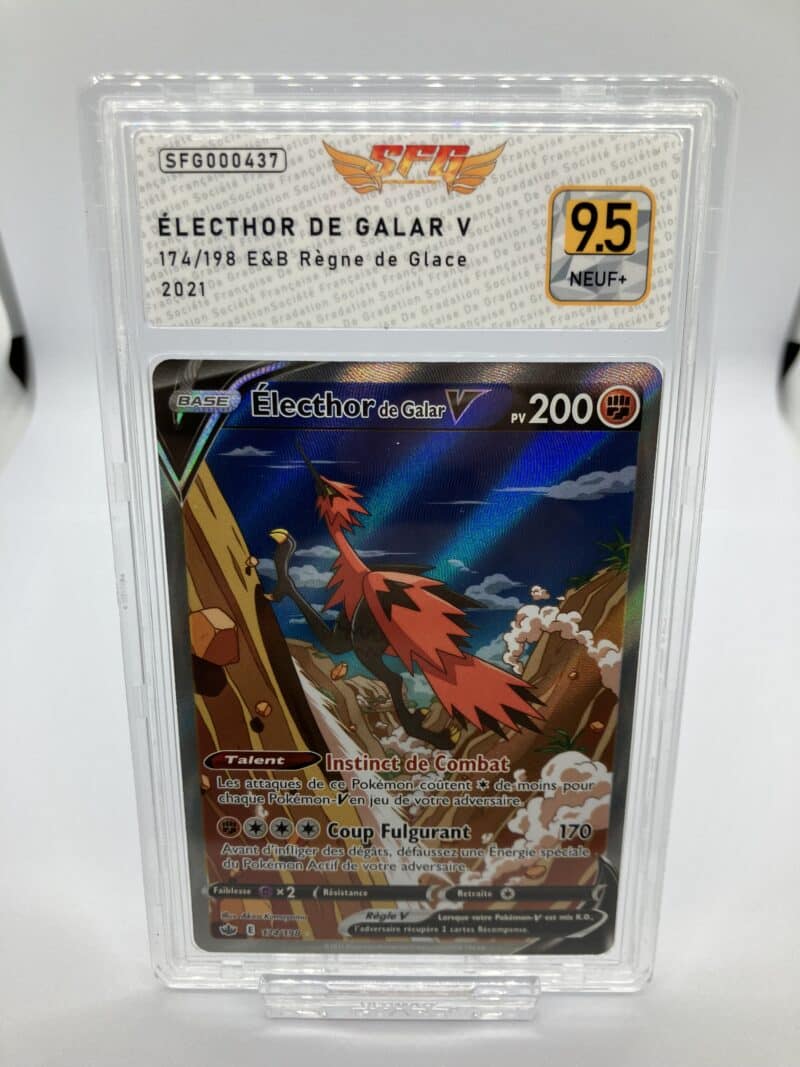 SFG000437
SFG
ÉLECTHOR DE GALAR V
174/198 E&B Règne de Glace
2021
9.5
NEUF+
BASE
Électhor de Galar V
PV 200
Talent Instinct de Combat
Les attaques de ce Pokémon coûtent de moins pour
chaque Pokémon-V en jeu de votre adversaire.
Coup Fulgurant 170
Avant d'infliger des dégâts, défaussez une Énergie spéciale
du Pokémon Actif de votre adversaire.
Faiblesse ×2 Résistance Retraite
Illus. Akira Komayama
Règle V Lorsque votre Pokémon-V est mis K.O.,
l'adversaire récupère 2 cartes Récompense.
E 174/198